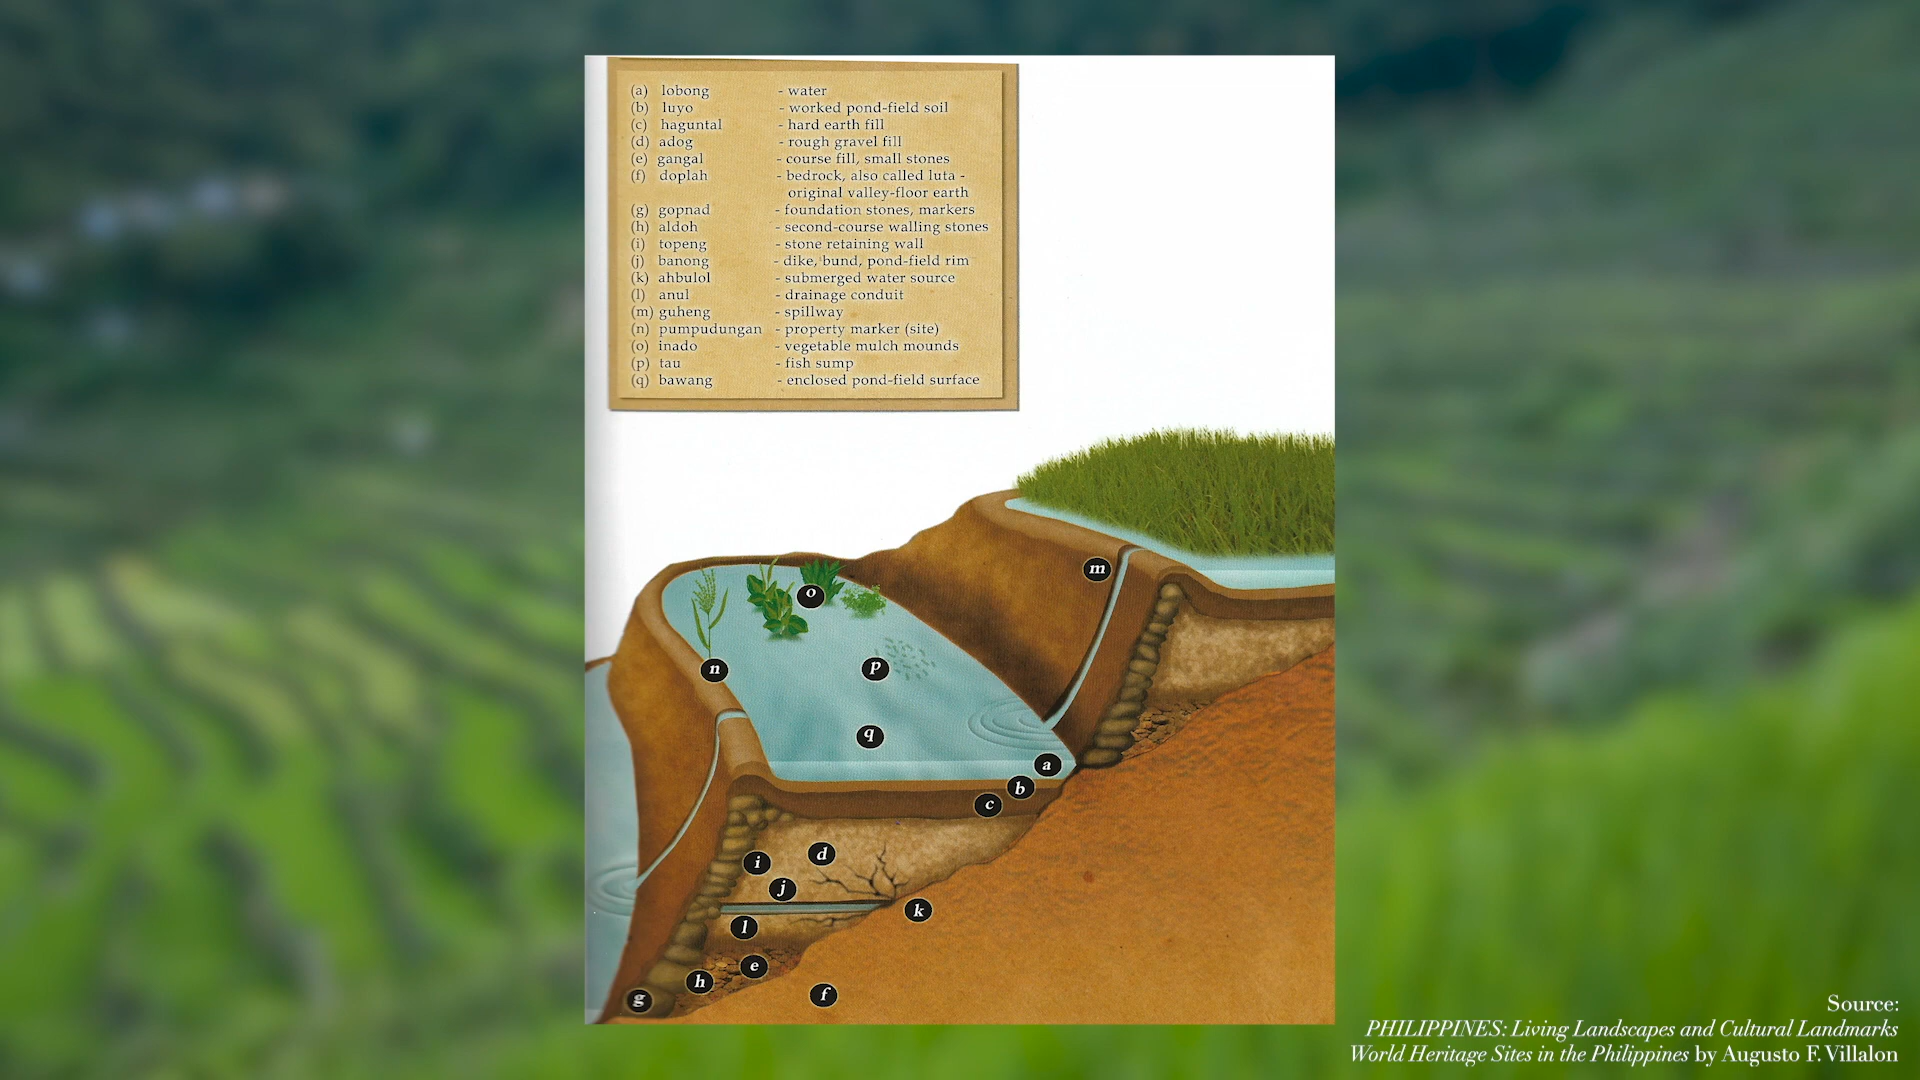 (a) lobong - water
(b) luyo - worked pond-field soil
(c) haguntal - hard earth fill
(d) adog - rough gravel fill
(e) gangal - course fill, small stones
(f) doplah - bedrock, also called luta -
original valley-floor earth
(g) gopnad - foundation stones, markers
(h) aldoh - second-course walling stones
(i) topeng - stone retaining wall
(j) banong - dike, bund, pond-field rim
(k) ahbulol - submerged water source
(l) anul - drainage conduit
(m) guheng - spillway
(n) pumpudungan - property marker (site)
(o) inado - vegetable mulch mounds
(p) tau - fish sump
(q) bawang - enclosed pond-field surface
m
o
n
p
q
a
b
c
d
i
j
k
l
e
h
f
g
Source:
PHILIPPINES: Living Landscapes and Cultural Landmarks
World Heritage Sites in the Philippines by Augusto F. Villalon